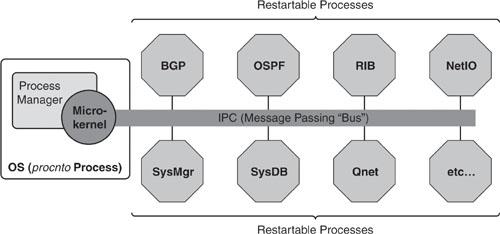 Restartable Processes
BGP
OSPF
RIB
NetIO
Process
Manager
Micro-
kernel
IPC (Message Passing “Bus”)
OS (procnto Process)
SysMgr
SysDB
Qnet
etc…
Restartable Processes